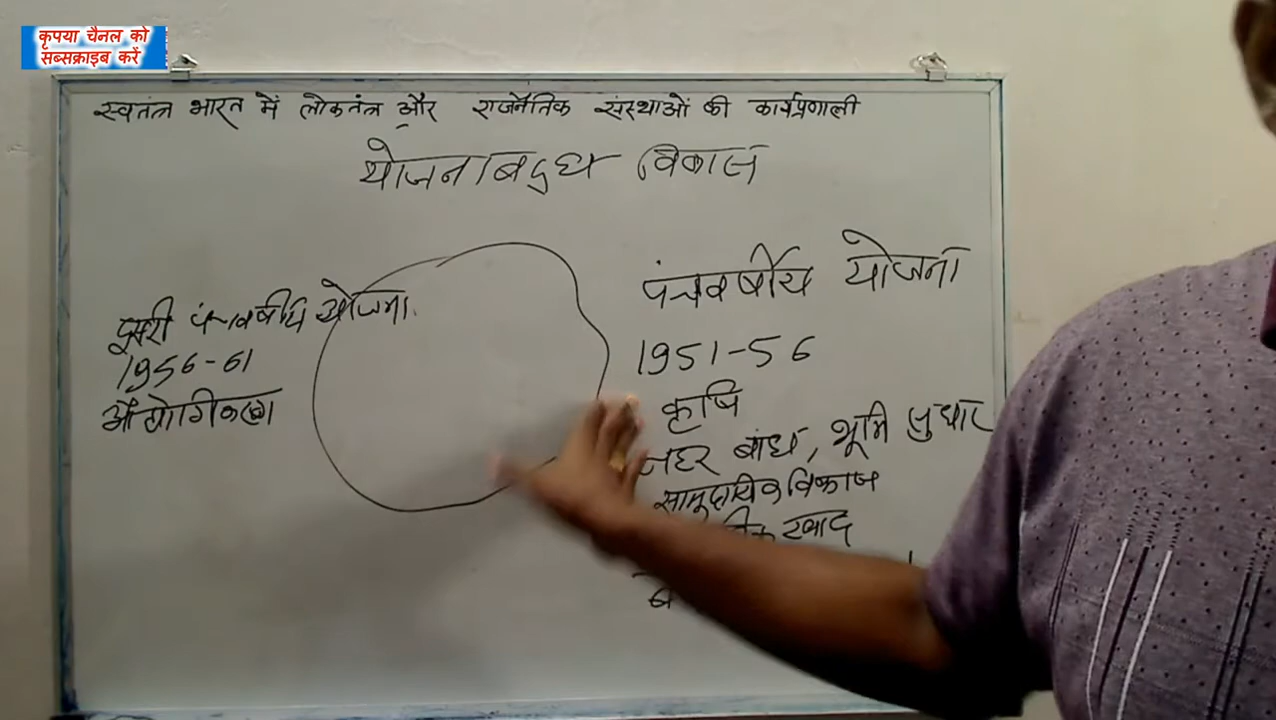 कृपया चैनल को
सब्सक्राइब करें
स्वतंत्र भारत में लोकतंत्र और राजनैतिक संस्थाओं की कार्यप्रणाली
योजनाबद्ध विकास
दूसरी पंचवर्षीय योजना
1956-61
औद्योगिक
पंचवर्षीय योजना
1951-56
कृषि
नहर बांध, भूमि सुधार
सामुदायिक विकास
खाद